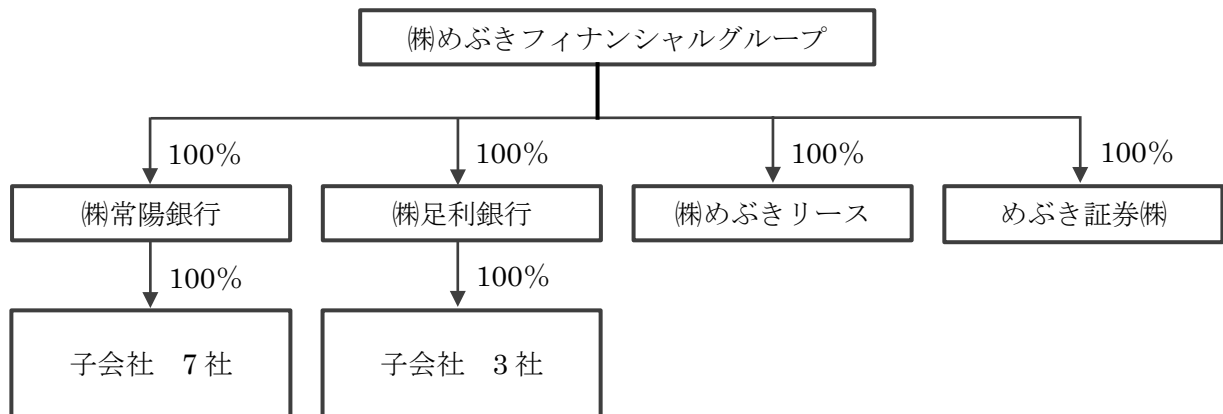 ㈱めぶきフィナンシャルグループ
100%
100%
100%
100%
㈱常陽銀行
㈱足利銀行
㈱めぶきリース
めぶき証券㈱
100%
100%
子会社　7 社
子会社　3 社